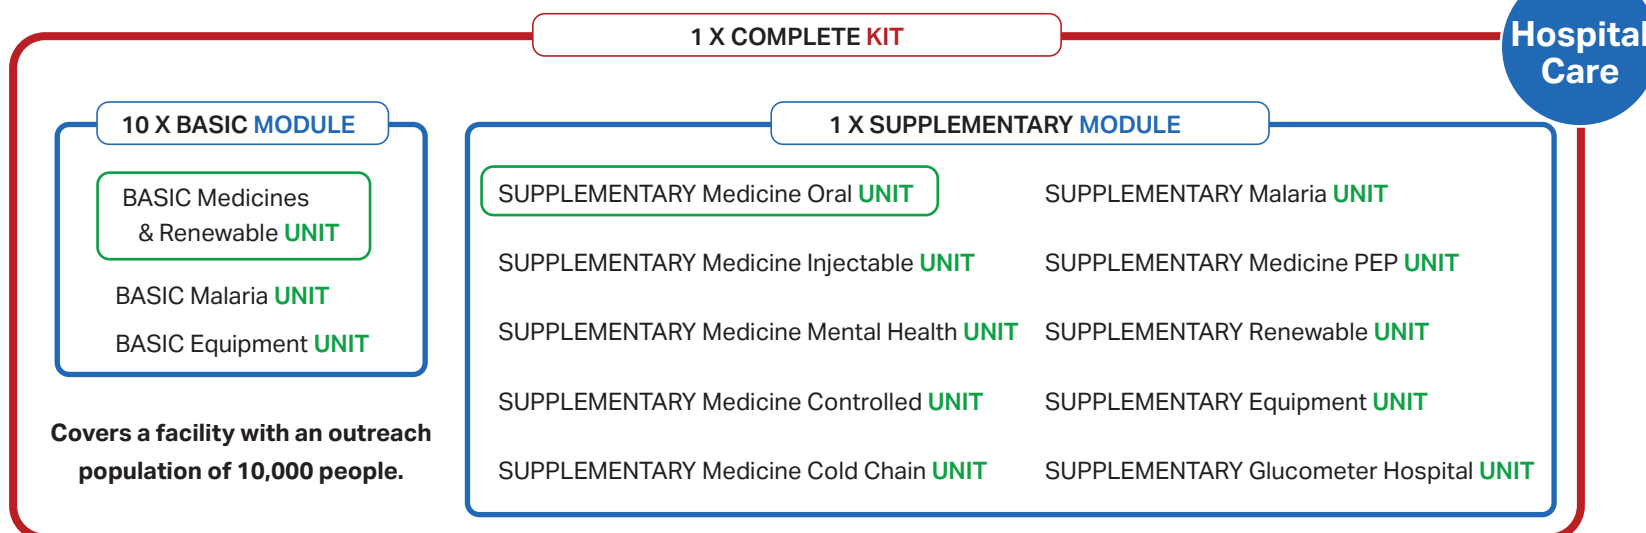 1 X COMPLETE KIT
Hospital
Care
10 X BASIC MODULE
BASIC Medicines
& Renewable UNIT
BASIC Malaria UNIT
BASIC Equipment UNIT
Covers a facility with an outreach
population of 10,000 people.
1 X SUPPLEMENTARY MODULE
SUPPLEMENTARY Medicine Oral UNIT
SUPPLEMENTARY Medicine Injectable UNIT
SUPPLEMENTARY Medicine Mental Health UNIT
SUPPLEMENTARY Medicine Controlled UNIT
SUPPLEMENTARY Medicine Cold Chain UNIT
SUPPLEMENTARY Malaria UNIT
SUPPLEMENTARY Medicine PEP UNIT
SUPPLEMENTARY Renewable UNIT
SUPPLEMENTARY Equipment UNIT
SUPPLEMENTARY Glucometer Hospital UNIT